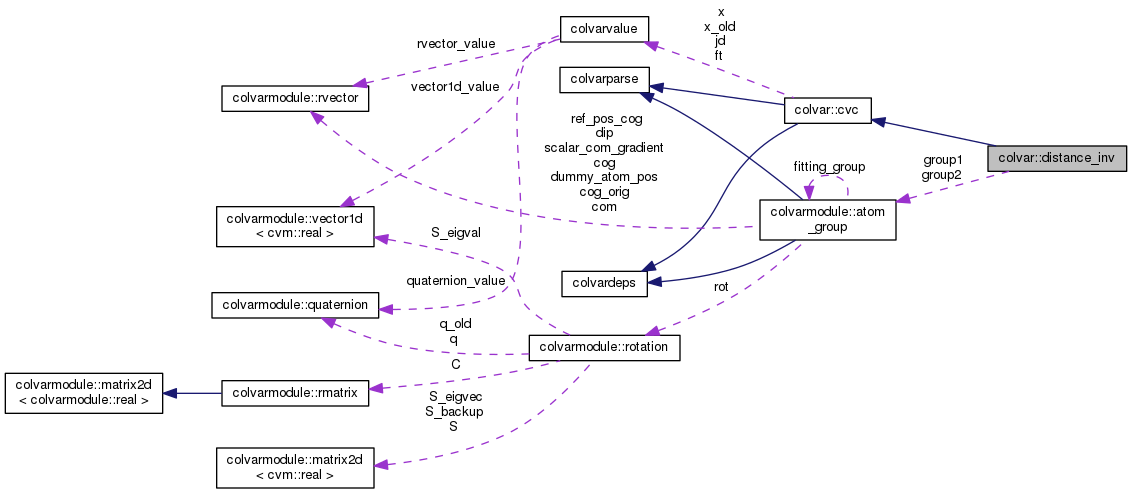 x
x_old
jd
ft
colvarvalue
rvector_value
colvarparse
vector1d_value
colvarmodule::rvector
colvar::cvc
ref_pos_cog
dip
scalar_com_gradient
cog
dummy_atom_pos
cog_orig
com
colvar::distance_inv
group1
group2
fitting_group
colvarmodule::atom
_group
colvarmodule::vector1d
< cvm::real >
S_eigval
colvardeps
quaternion_value
rot
colvarmodule::quaternion
q_old
q
colvarmodule::rotation
C
colvarmodule::matrix2d
< colvarmodule::real >
colvarmodule::rmatrix
S_eigvec
S_backup
S
colvarmodule::matrix2d
< cvm::real >